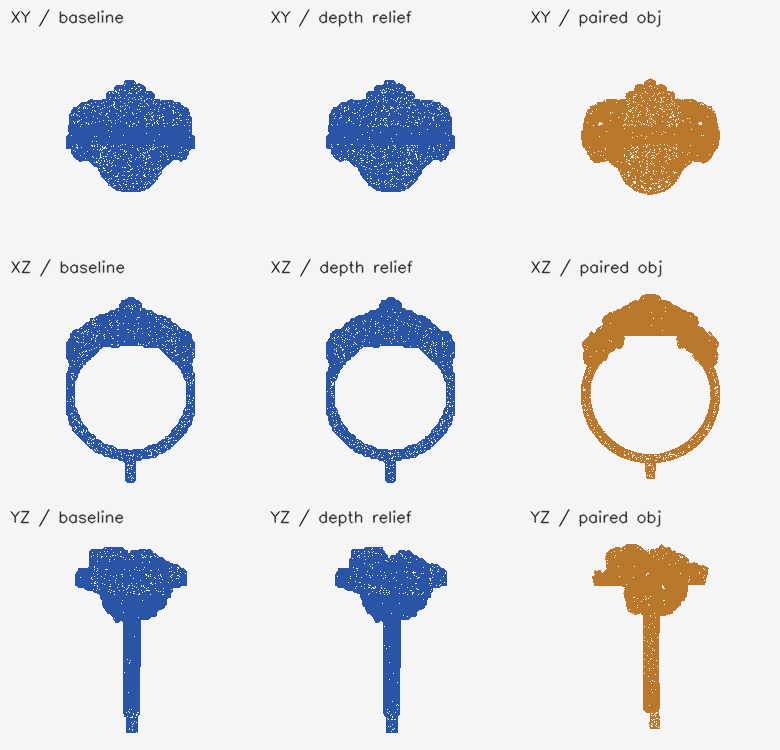 XY / baseline
XY / depth relief
XY / paired obj
XZ / baseline
XZ / depth relief
XZ / paired obj
YZ / baseline
YZ / depth relief
YZ / paired obj